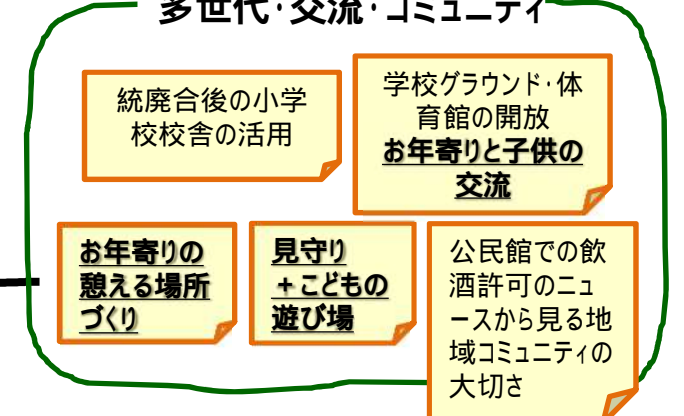 多世代・交流・コミュニティ
統廃合後の小学
校校舎の活用
学校グラウンド・体
育館の開放
お年寄りと子供の
交流
お年寄りの
憩える場所
づくり
見守り
+こどもの
遊び場
公民館での飲
酒許可のニュ
ースから見る地
域コミュニティの
大切さ